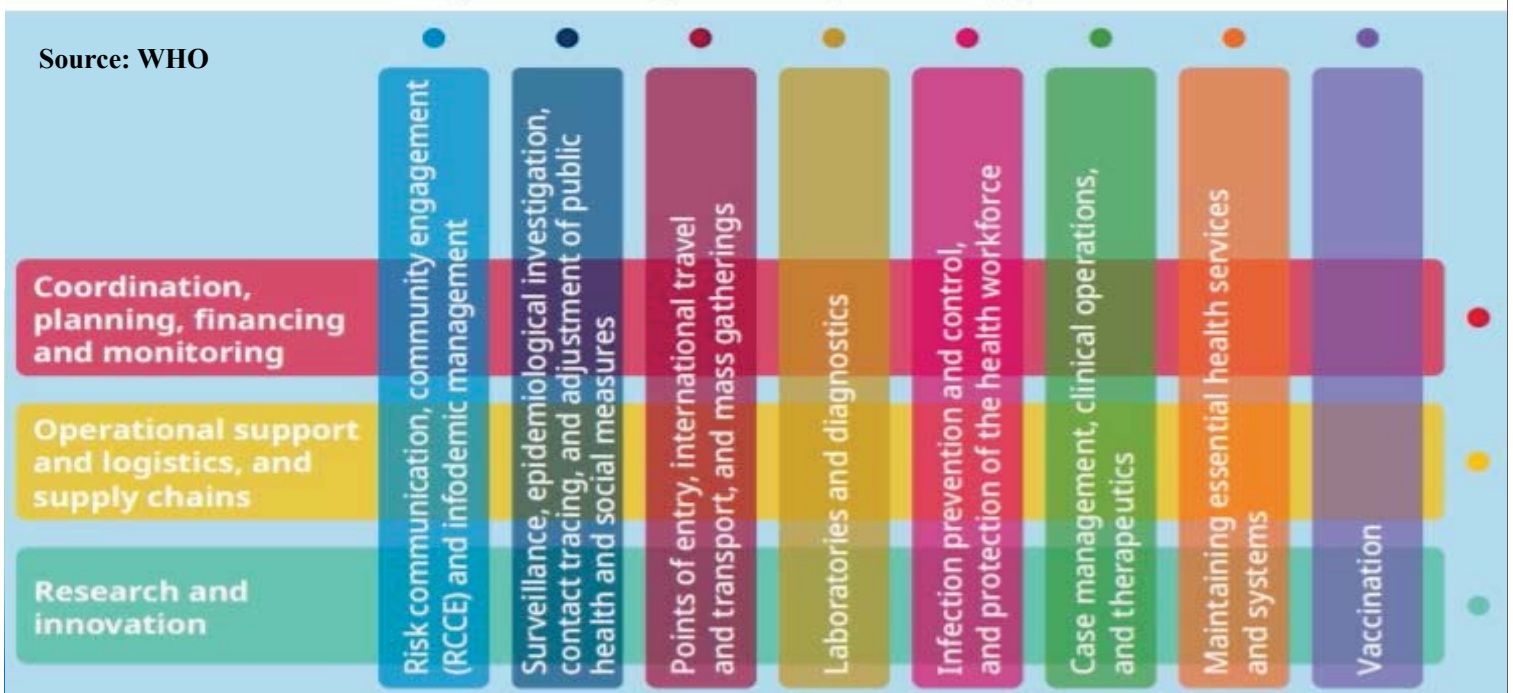 Source: WHO
Coordination,
planning, financing
and monitoring
Operational support
and logistics, and
supply chains
Research and
innovation
Risk communication, community engagement
(RCCE) and infodemic management
Surveillance, epidemiological investigation,
contact tracing, and adjustment of public
health and social measures
Points of entry, international travel
and transport, and mass gatherings
Laboratories and diagnostics
Infection prevention and control,
and protection of the health workforce
Case management, clinical operations,
and therapeutics
Maintaining essential health services
and systems
Vaccination